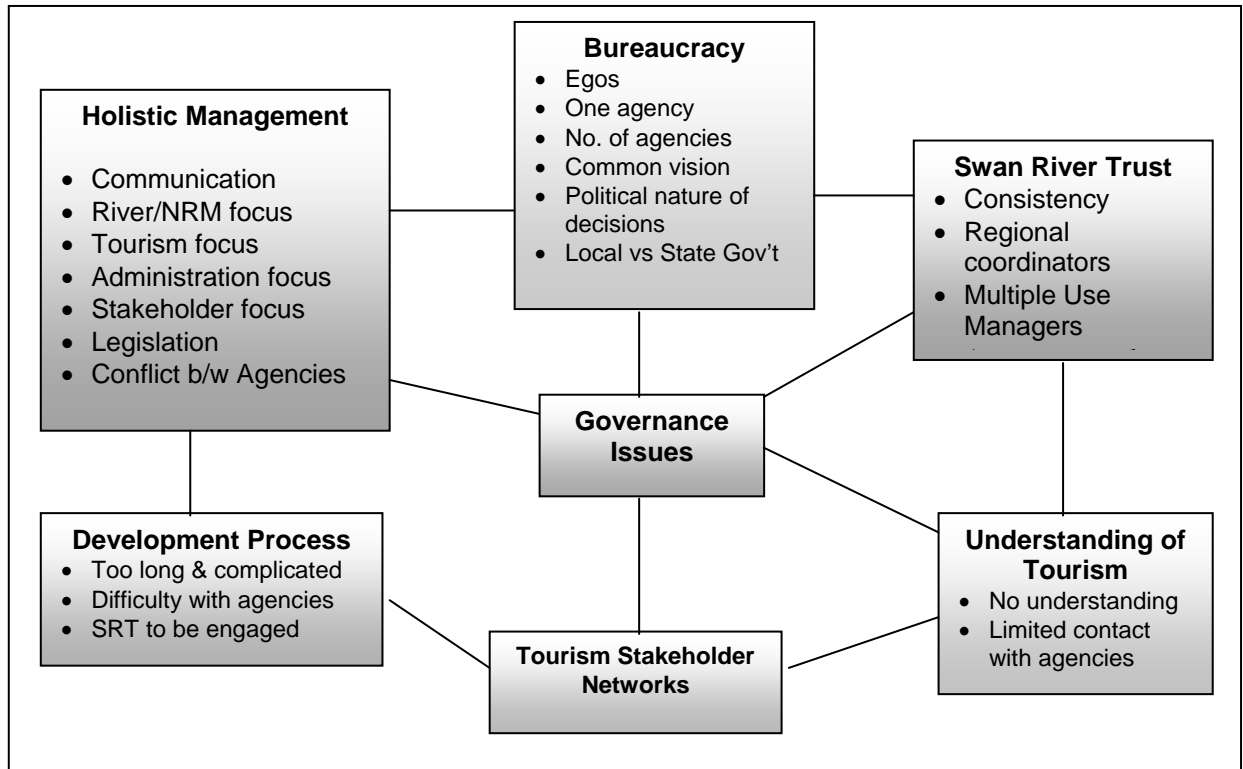 Bureaucracy
• Egos
• One agency
• No. of agencies
• Common vision
• Political nature of
decisions
• Local vs State Gov't
Holistic Management
• Communication
• River/NRM focus
• Tourism focus
• Administration focus
• Stakeholder focus
• Legislation
• Conflict b/w Agencies
Swan River Trust
• Consistency
• Regional
coordinators
• Multiple Use
Managers
Governance
Issues
Development Process
• Too long & complicated
• Difficulty with agencies
• SRT to be engaged
Tourism Stakeholder
Networks
Understanding of
Tourism
• No understanding
• Limited contact
with agencies